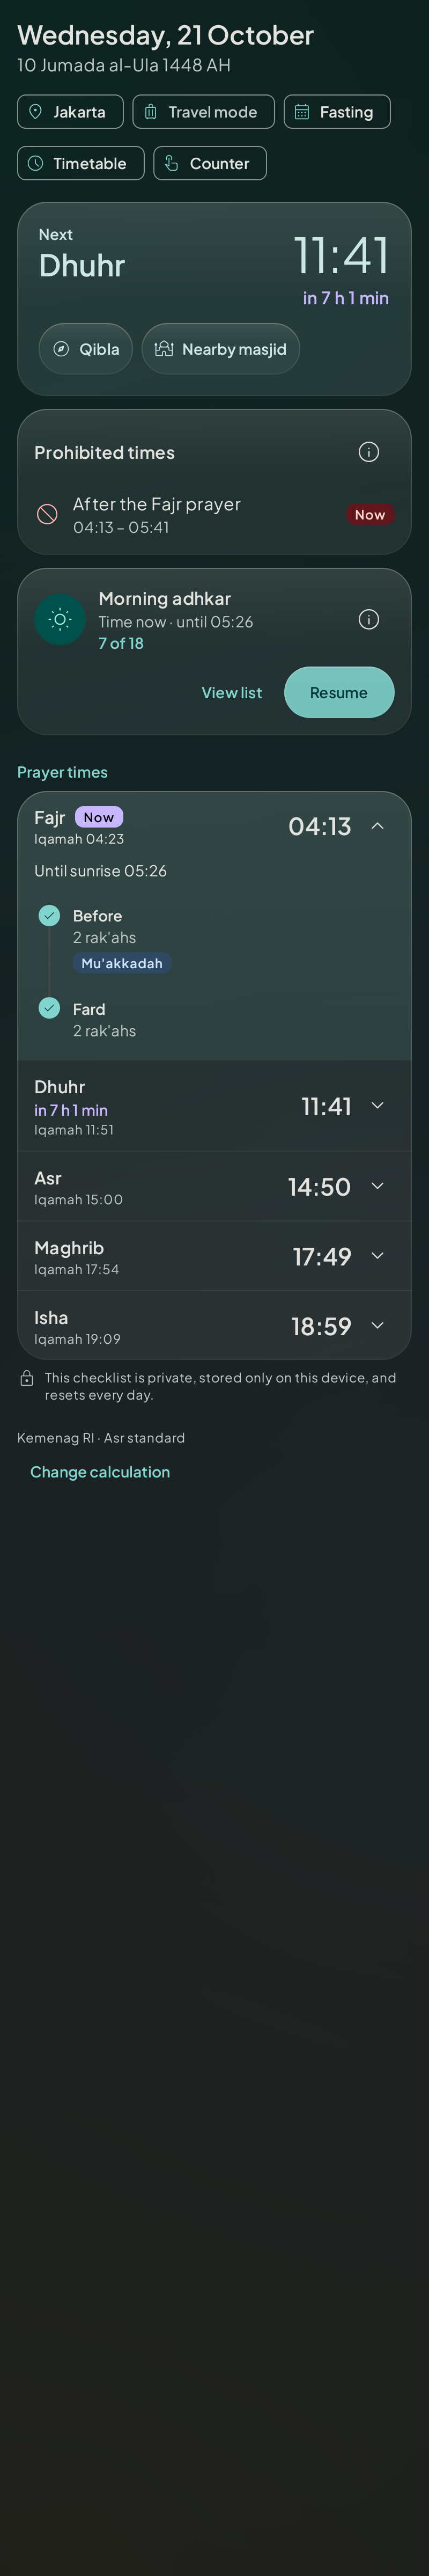 Wednesday, 21 October
10 Jumada al-Ula 1448 AH
Jakarta
Travel mode
Fasting
Timetable
Counter
Next
Dhuhr
11:41
in 7 h 1 min
Qibla
Nearby masjid
Prohibited times
After the Fajr prayer
04:13 – 05:41
Now
Morning adhkar
Time now · until 05:26
7 of 18
View list
Resume
Prayer times
Fajr
Now
Iqamah 04:23
04:13
Until sunrise 05:26
Before
2 rak'ahs
Mu'akkadah
Fard
2 rak'ahs
Dhuhr
in 7 h 1 min
Iqamah 11:51
11:41
Asr
Iqamah 15:00
14:50
Maghrib
Iqamah 17:54
17:49
Isha
Iqamah 19:09
18:59
This checklist is private, stored only on this device, and
resets every day.
Kemenag RI · Asr standard
Change calculation